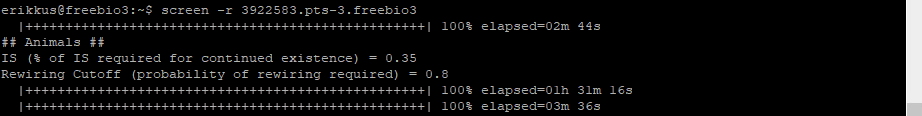 erikkus@freebio3:~$ screen -r 3922583.pts-3.freebio3
  |++++++++++++++++++++++++++++++++++++++++++++++++++| 100% elapsed=02m 44s
## Animals ##
IS (% of IS required for continued existence) = 0.35
Rewiring Cutoff (probability of rewiring required) = 0.8
  |++++++++++++++++++++++++++++++++++++++++++++++++++| 100% elapsed=01h 31m 16s
  |++++++++++++++++++++++++++++++++++++++++++++++++++| 100% elapsed=03m 36s